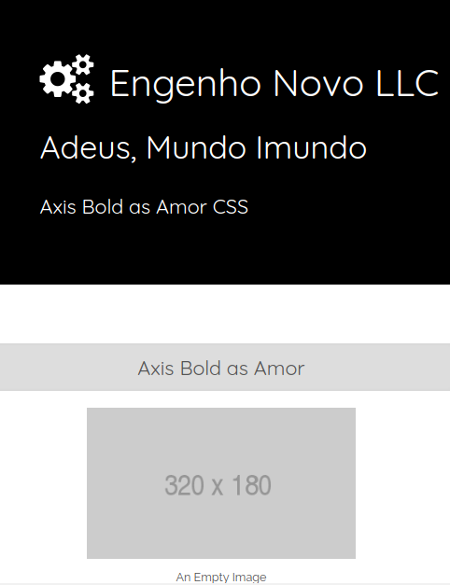 Engenho Novo LLC
Adeus, Mundo Imundo
Axis Bold as Amor CSS
Axis Bold as Amor
320 x 180
An Empty Image